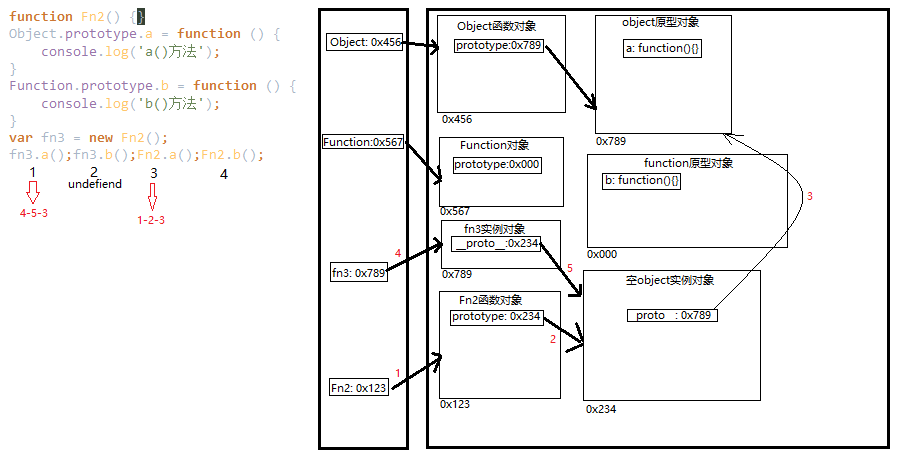 function Fn2() {}
Object.prototype.a = function () {
    console.log('a()方法');
}
Function.prototype.b = function () {
    console.log('b()方法');
}
var fn3 = new Fn2();
fn3.a();fn3.b();Fn2.a();Fn2.b();
1 2 3 4
undefiend
4-5-3
1-2-3
Object: 0x456
Function:0x567
fn3: 0x789
Fn2: 0x123
Object函数对象
prototype:0x789
0x456
object原型对象
a: function(){}
0x789
Function对象
prototype:0x000
0x567
function原型对象
b: function(){}
0x000
3
fn3实例对象
__proto__:0x234
0x789
4
5
Fn2函数对象
prototype: 0x234
0x123
1
2
空object实例对象
__proto__: 0x789
0x234